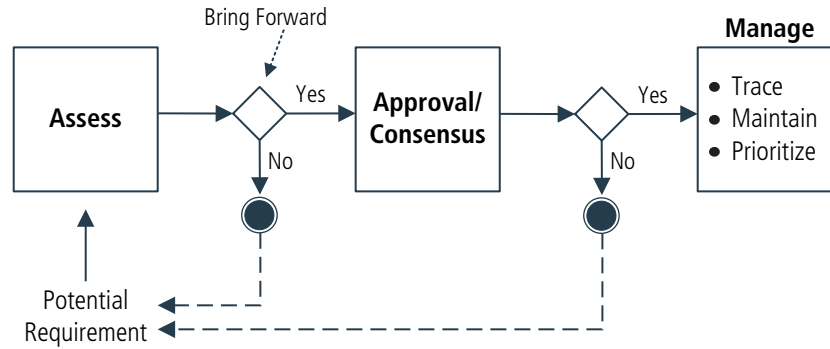 Bring Forward
Manage
Assess
Yes
Approval/
Consensus
Yes
• Trace
• Maintain
• Prioritize
No
No
Potential
Requirement